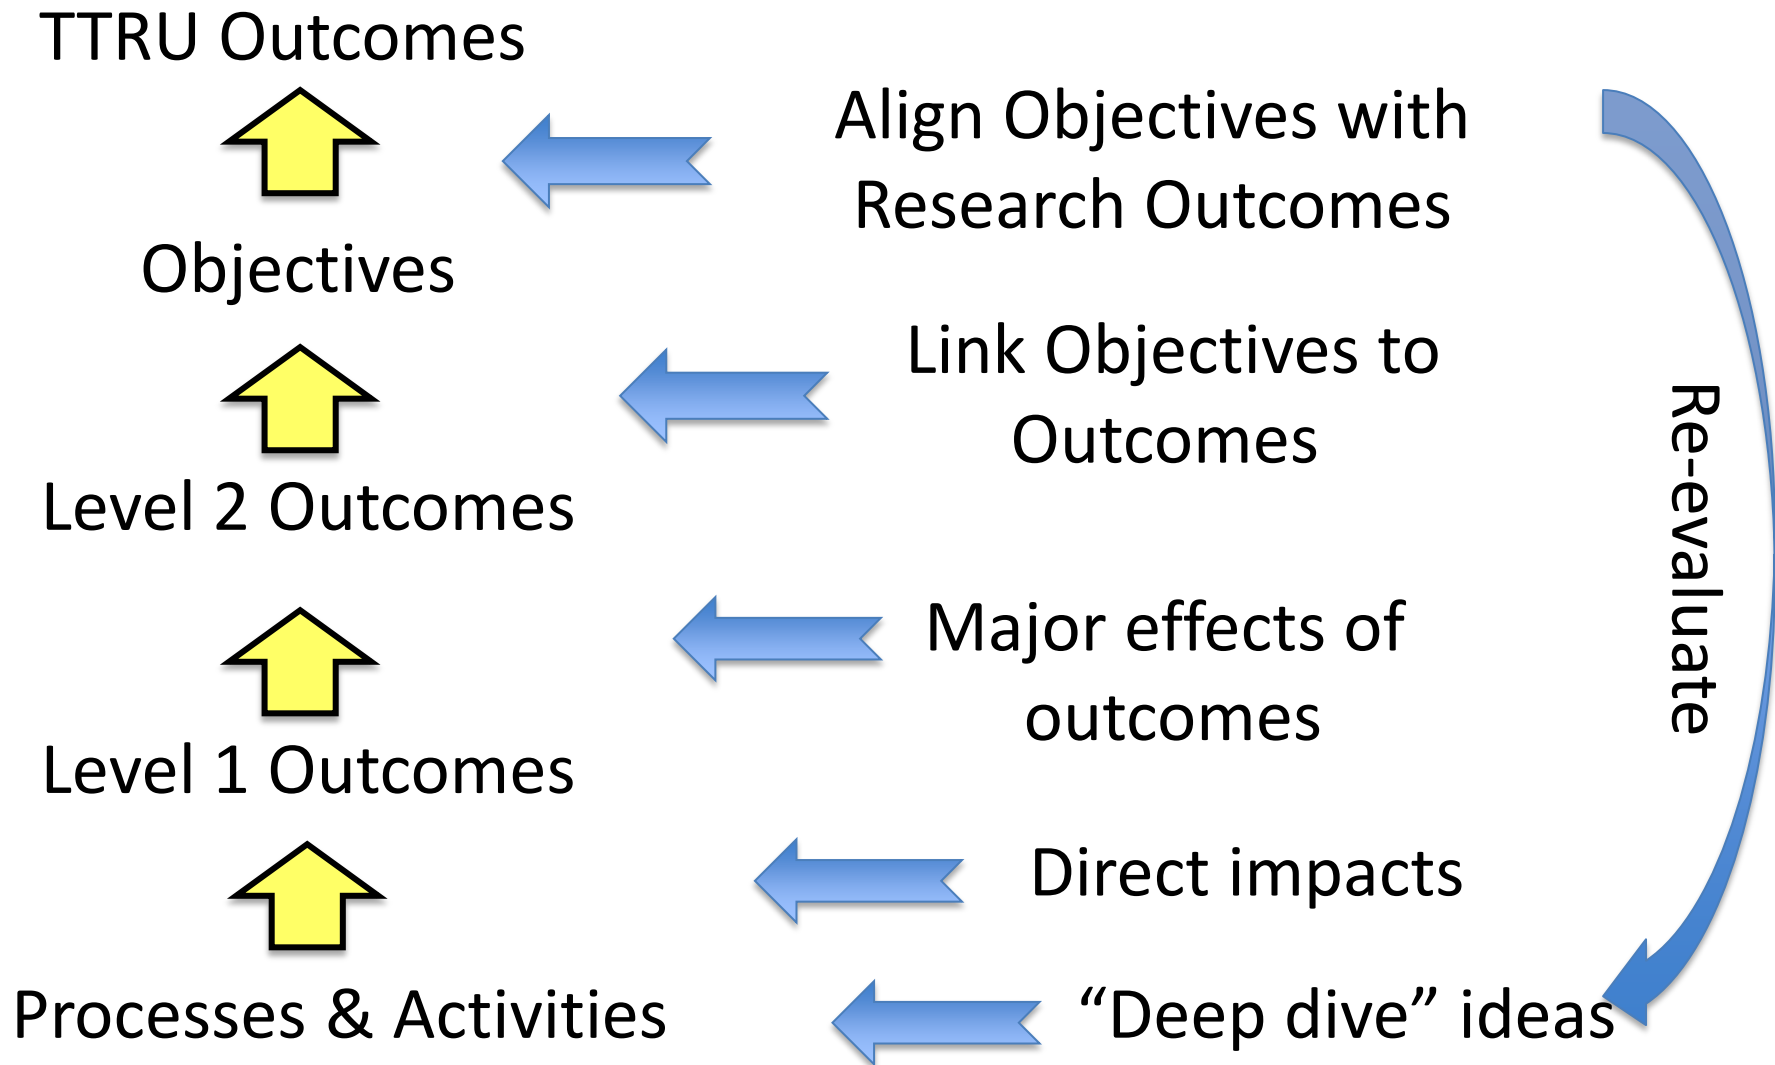 TTRU Outcomes
Align Objectives with
Research Outcomes
Objectives
Link Objectives to
Outcomes
Level 2 Outcomes
Major effects of
outcomes
Level 1 Outcomes
Direct impacts
Processes & Activities
“Deep dive” ideas
Re-evaluate